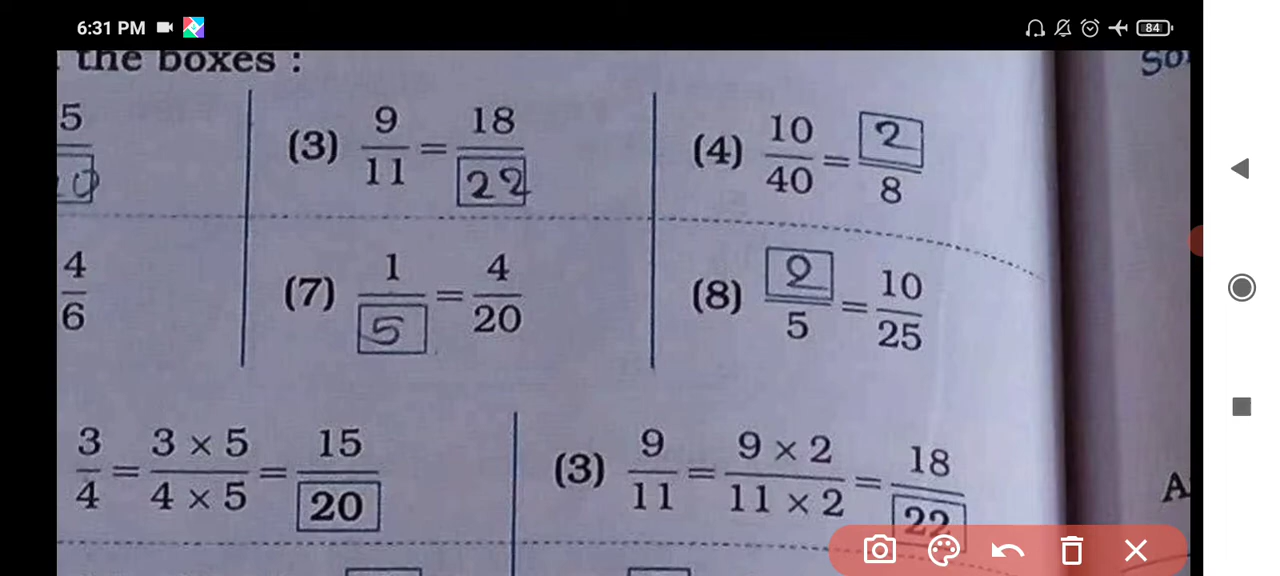 6:31 PM 84
the boxes :
5 (3) 9/11 = 18/22 (4) 10/40 = 2/8
4/6 (7) 1/5 = 4/20 (8) 2/5 = 10/25
3/4 = 3 × 5/4 × 5 = 15/20 (3) 9/11 = 9 × 2/11 × 2 = 18/22
A